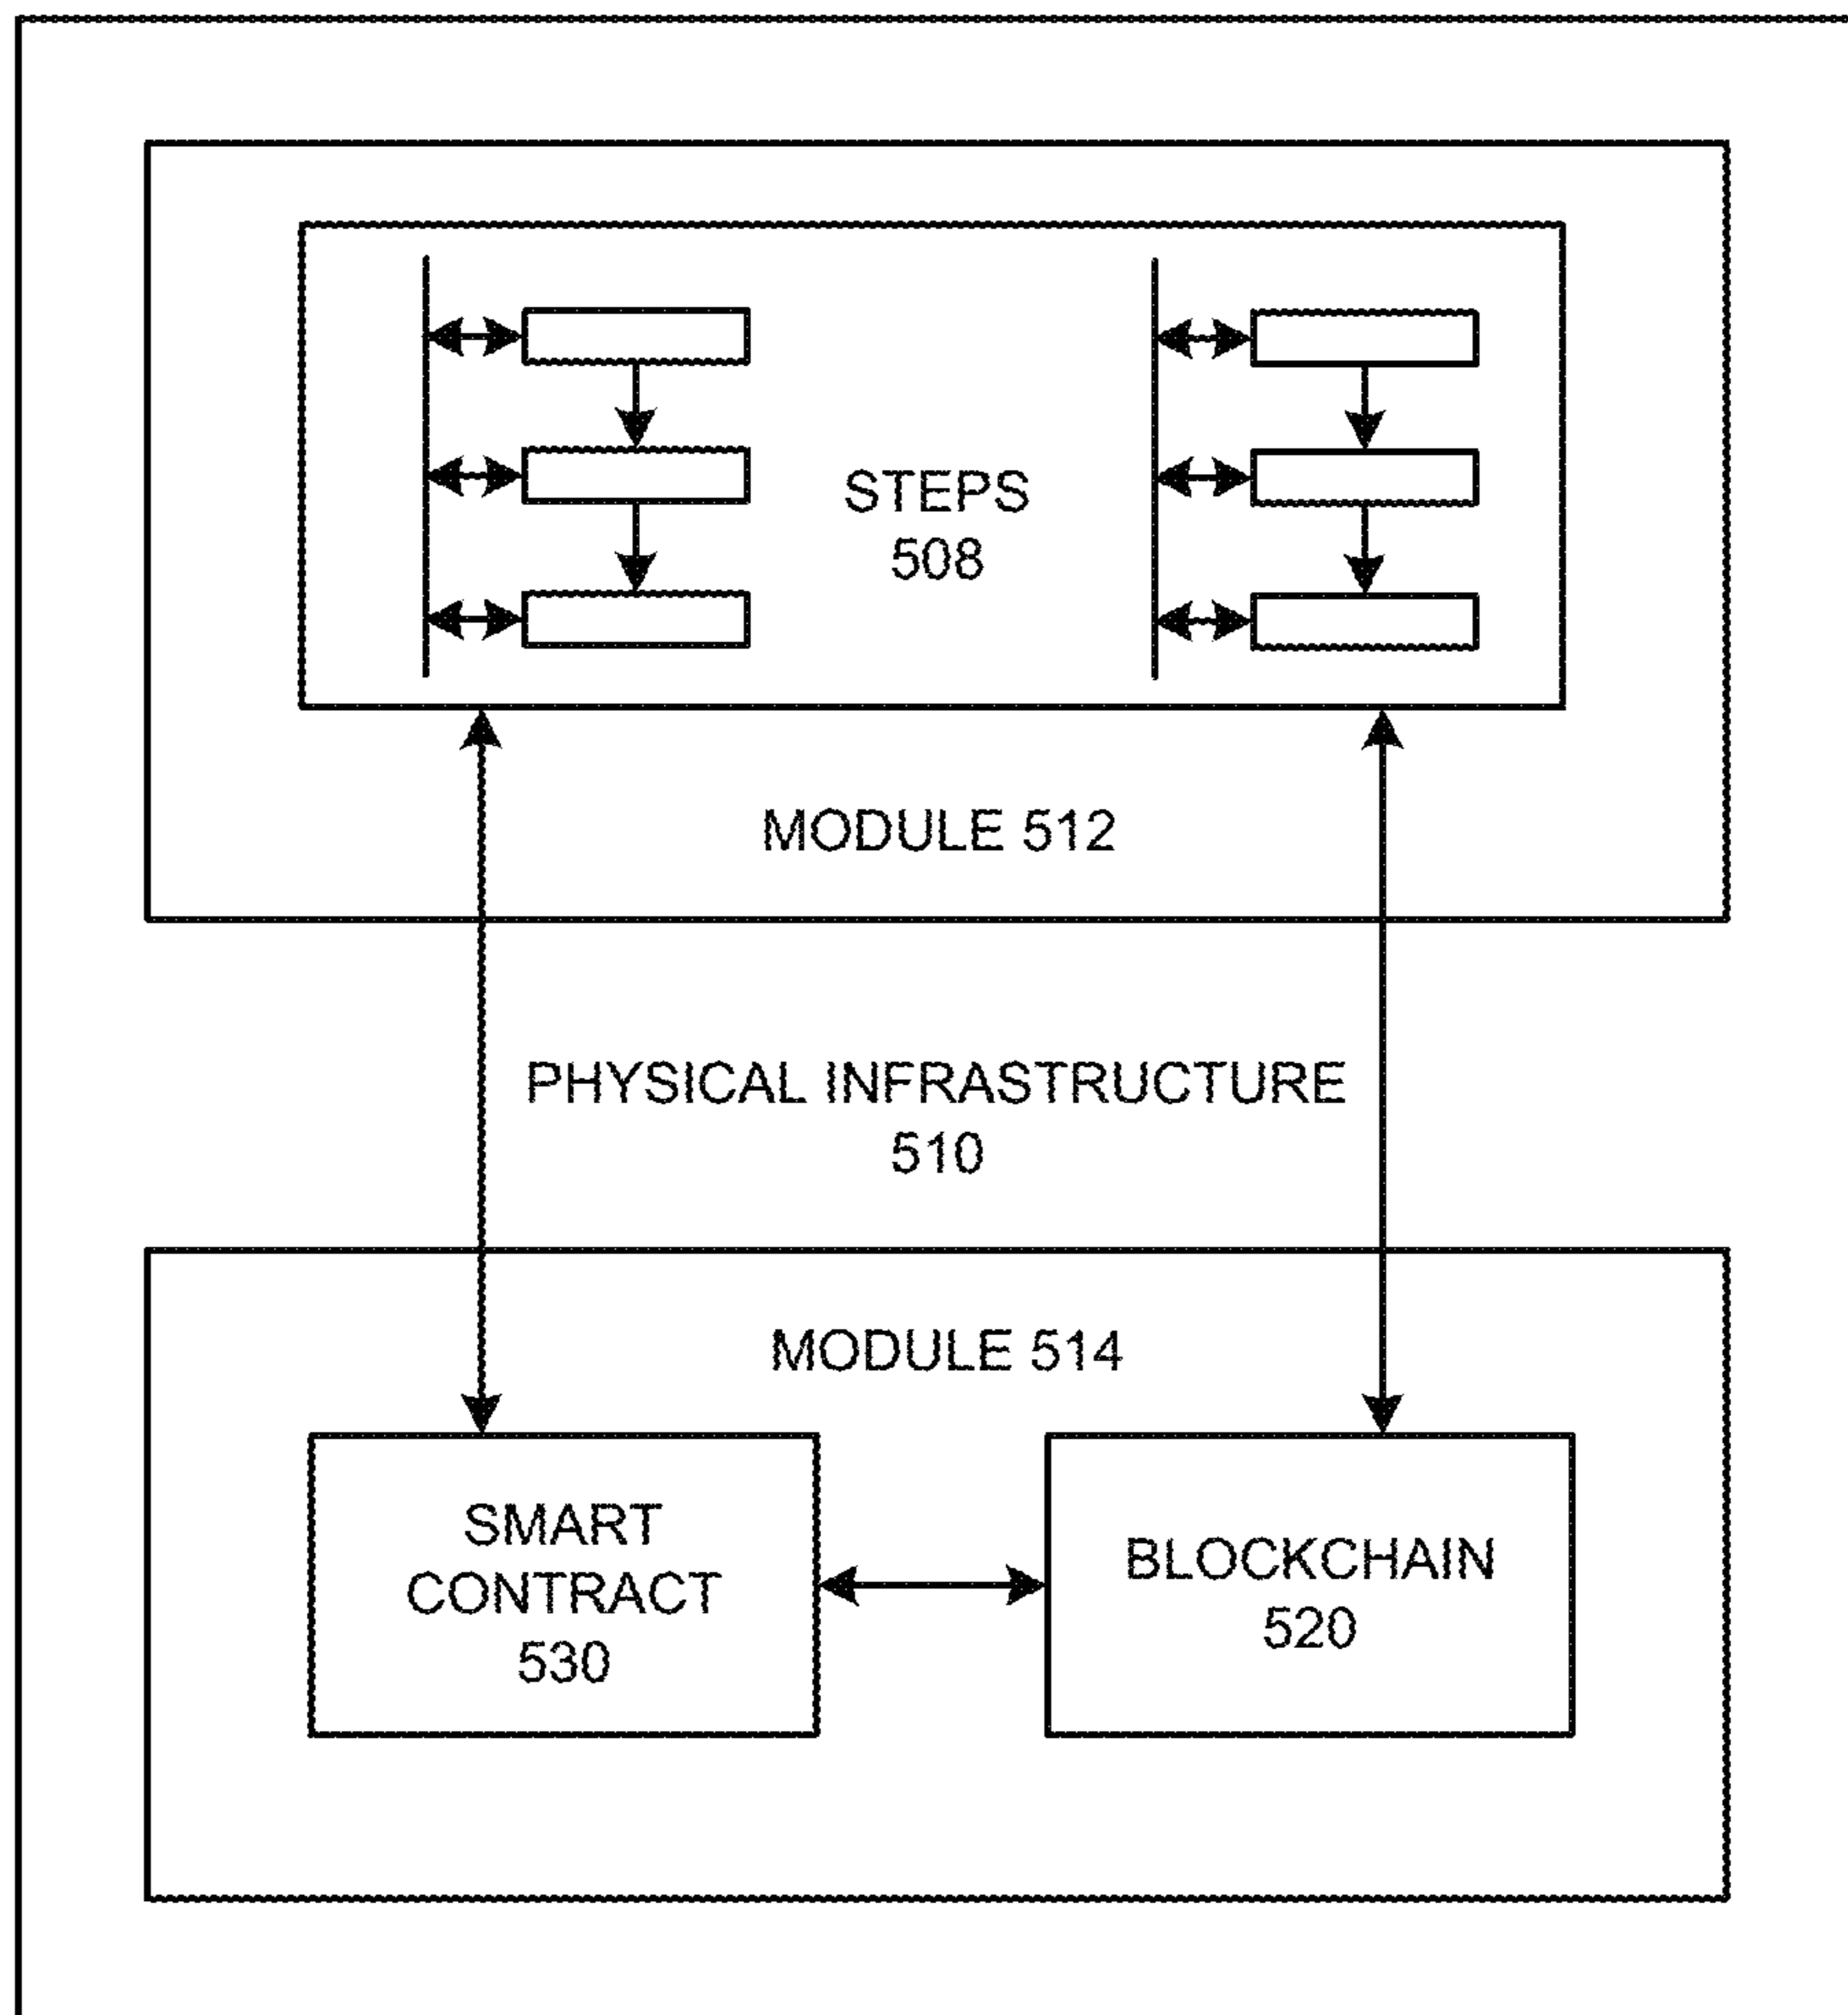 STEPS
508
MODULE 512
PHYSICAL INFRASTRUCTURE
510
MODULE 514
SMART
CONTRACT
530
BLOCKCHAIN
520